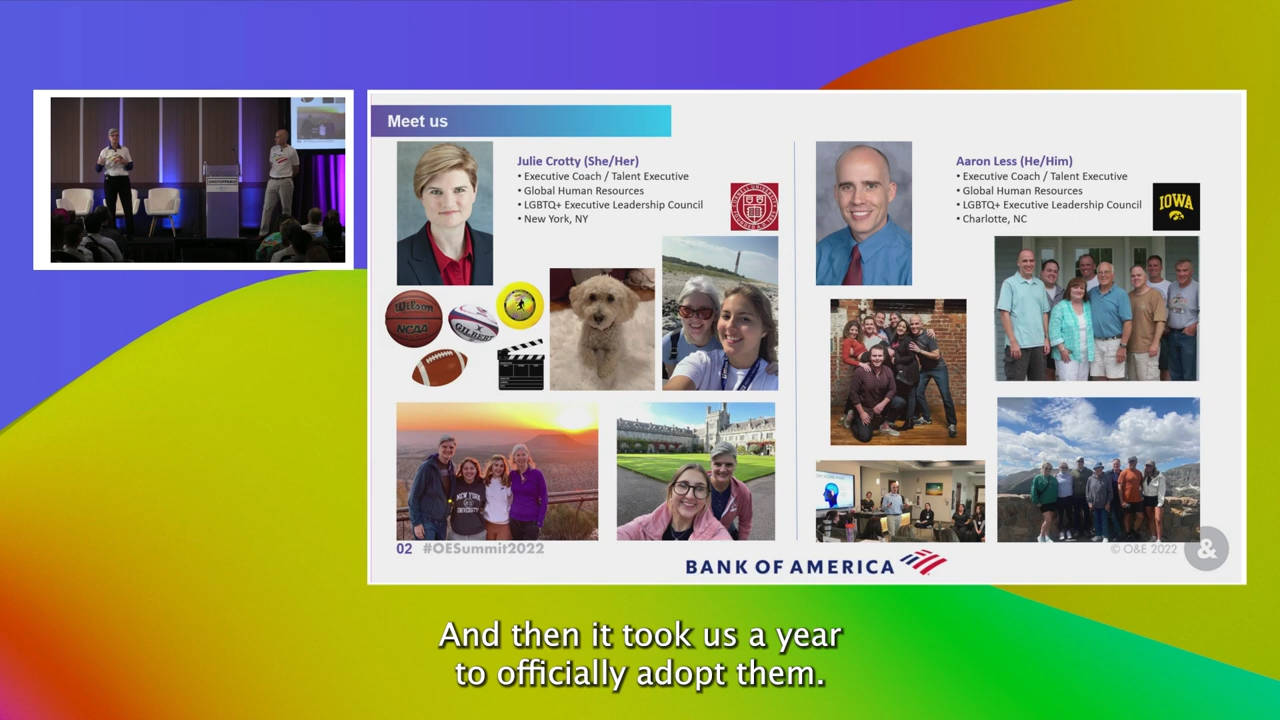 Meet us
Julie Crotty (She/Her)
• Executive Coach / Talent Executive
• Global Human Resources
• LGBTQ+ Executive Leadership Council
• New York, NY
Aaron Less (He/Him)
• Executive Coach / Talent Executive
• Global Human Resources
• LGBTQ+ Executive Leadership Council
• Charlotte, NC
IOWA
Wilson
NCAA
GILBERT
NEW YORK
UNIVERSITY
02 #OESummit2022
© O&E 2022 &
BANK OF AMERICA
And then it took us a year
to officially adopt them.